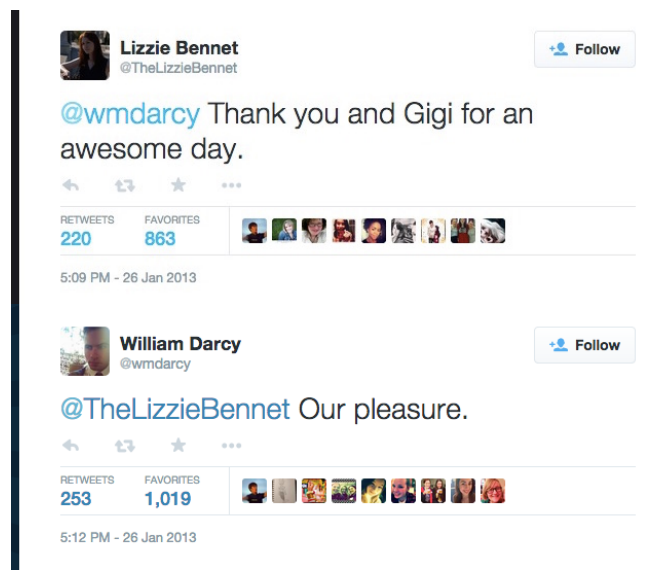 Lizzie Bennet
@TheLizzieBennet
Follow
@wmdarcy Thank you and Gigi for an
awesome day.
RETWEETS FAVORITES
220 863
5:09 PM - 26 Jan 2013
William Darcy
@wmdarcy
Follow
@TheLizzieBennet Our pleasure.
RETWEETS FAVORITES
253 1,019
5:12 PM - 26 Jan 2013